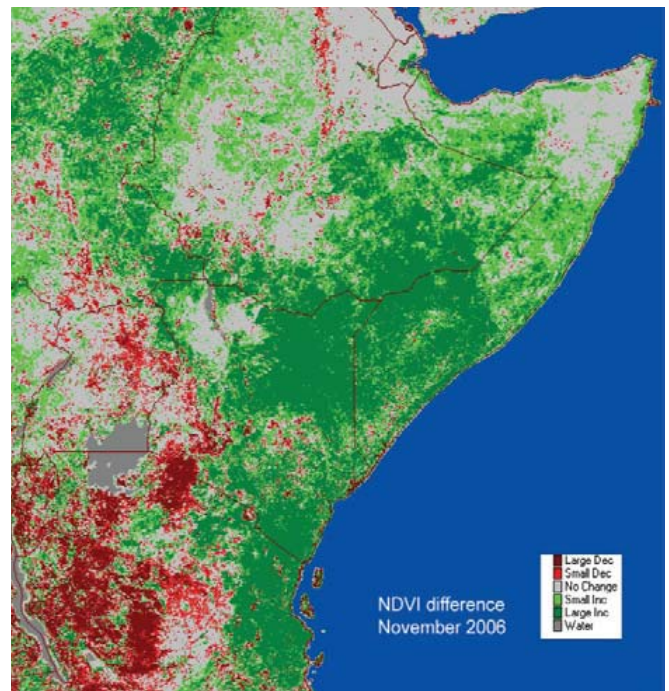 Large Dec
Small Dec
No Change
Small Inc
Large Inc
Water
NDVI difference
November 2006